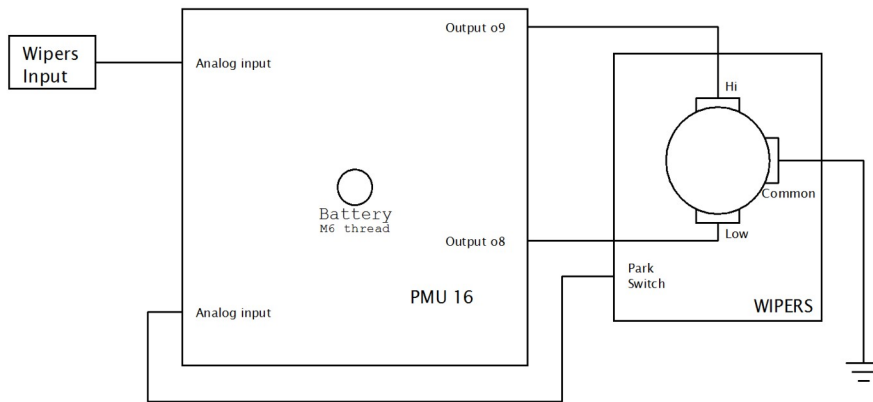 Wipers
Input
Analog input
Output o9
Hi
Battery
M6 thread
Common
Output o8
Low
Park
Switch
PMU 16
WIPERS
Analog input